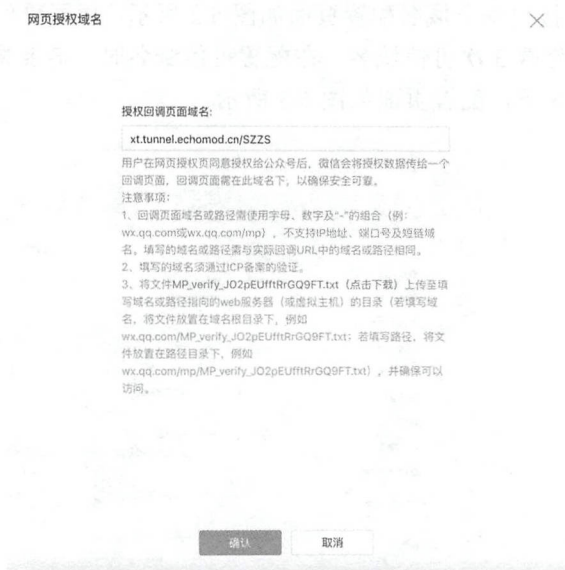 网页授权域名
授权回调页面域名:
xt.tunnel.echomod.cn/SZZS
用户在网页授权页同意授权给公众号后，微信会将授权数据传给一个
回调页面，回调页面需在此域名下，以确保安全可靠。
注意事项：
1、回调页面域名或路径需使用字母、数字及“-”的组合（例：
wx.qq.com或wx.qq.com/mp），不支持IP地址、端口号及短链域
名。填写的域名或路径需与实际回调URL中的域名或路径相同。
2、填写的域名须通过ICP备案的验证。
3、将文件MP_verify_JO2pEUfftRrGQ9FT.txt（点击下载）上传至填
写域名或路径指向的web服务器（或虚拟主机）的目录（若填写域
名，将文件放置在域名根目录下，例如
wx.qq.com/MP_verify_JO2pEUfftRrGQ9FT.txt；若填写路径，将文
件放置在路径目录下，例如
wx.qq.com/mp/MP_verify_JO2pEUfftRrGQ9FT.txt），并确保可以
访问。
确认
取消